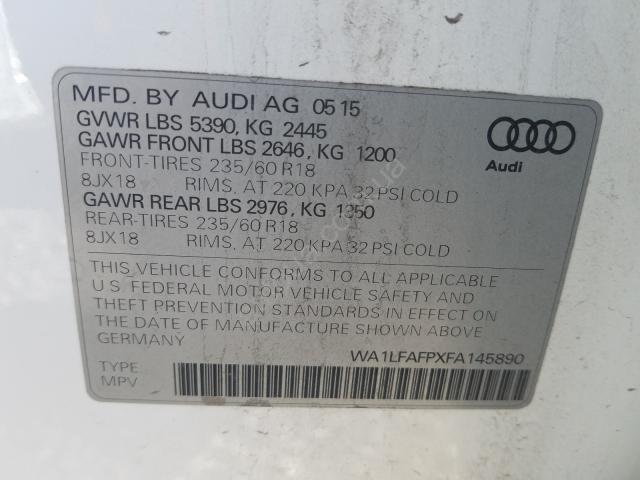 MFD. BY AUDI AG 05 15
GVWR LBS 5390, KG 2445
GAWR FRONT LBS 2646, KG 1200
FRONT-TIRES 235/60 R18
8JX18 RIMS, AT 220 KPA 32 PSI COLD
GAWR REAR LBS 2976, KG 1350
REAR-TIRES 235/60 R18
8JX18 RIMS, AT 220 KPA 32 PSI COLD
THIS VEHICLE CONFORMS TO ALL APPLICABLE
U.S. FEDERAL MOTOR VEHICLE SAFETY AND
THEFT PREVENTION STANDARDS IN EFFECT ON
THE DATE OF MANUFACTURE SHOWN ABOVE
GERMANY
WA1LFAFPXFA145890
TYPE
MPV
Audi